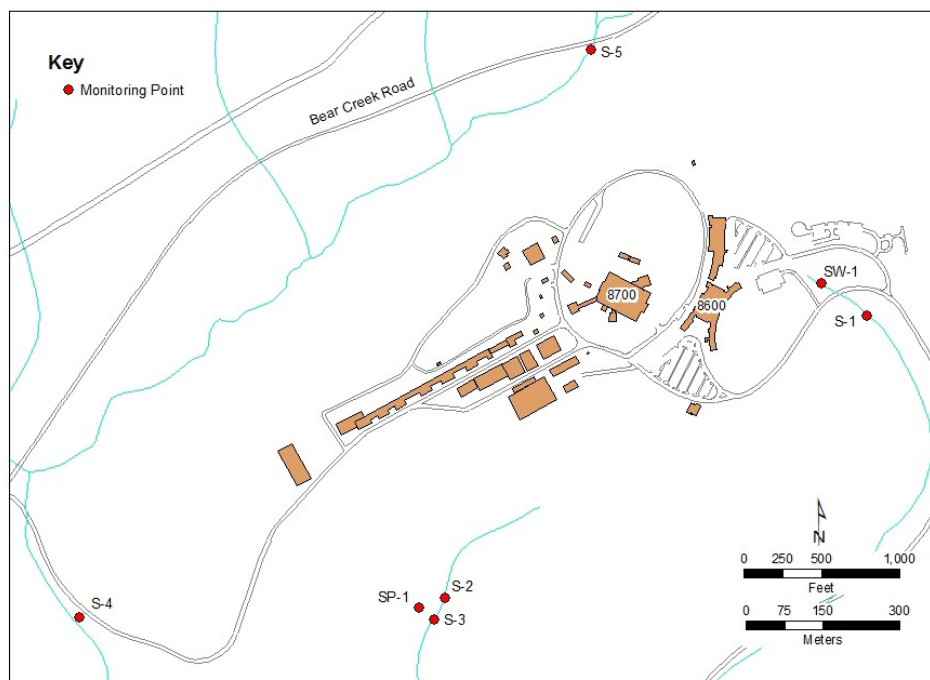 Key
Monitoring Point
S-5
Bear Creek Road
SW-1
8700
8600
S-1
S-2
SP-1
S-3
S-4
N
0 250 500 1,000
Feet
0 75 150 300
Meters